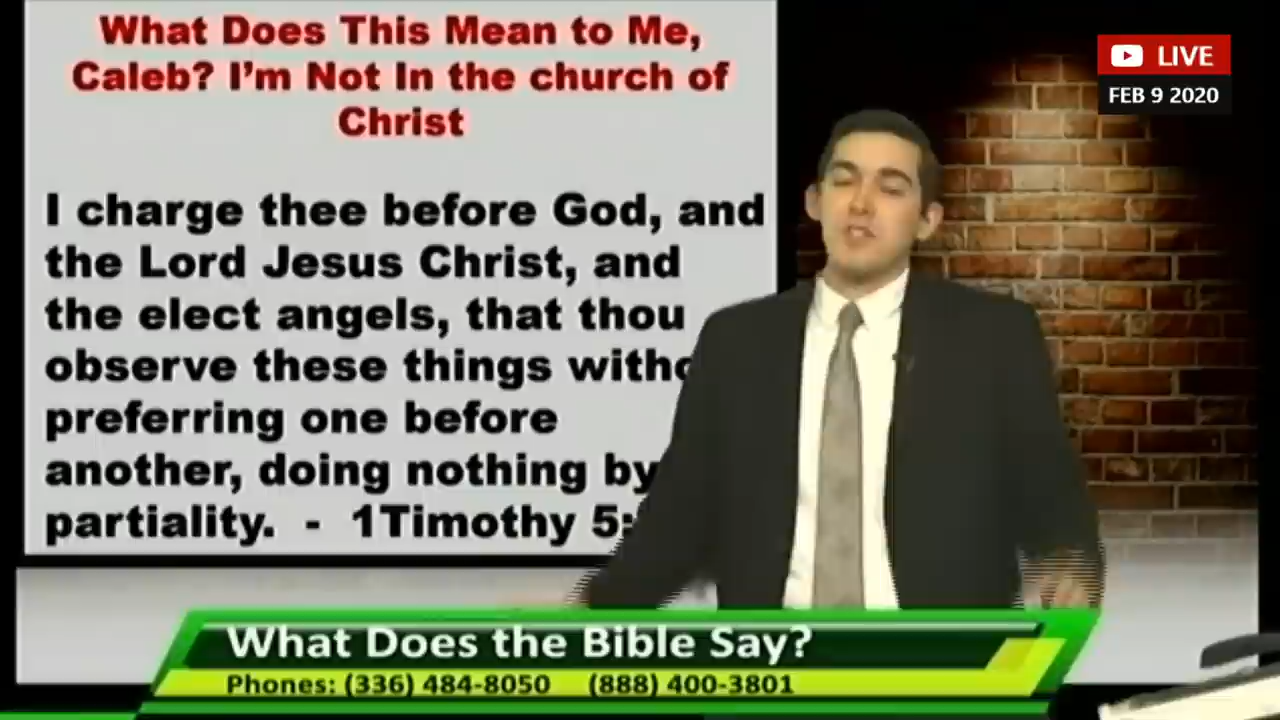 What Does This Mean to Me,
Caleb? I'm Not In the church of
Christ
I charge thee before God, and
the Lord Jesus Christ, and
the elect angels, that thou
observe these things
preferring one before
another, doing nothing by
partiality. - 1Timothy 5:
LIVE
FEB 9 2020
What Does the Bible Say?
Phones: (336) 484-8050 (888) 400-3801